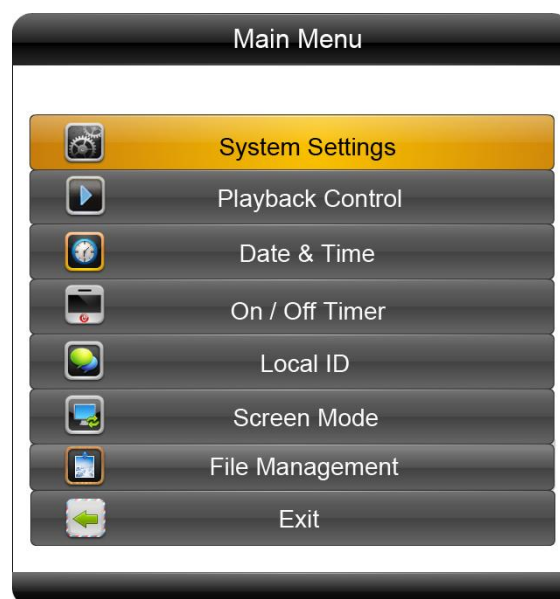 Main Menu
System Settings
Playback Control
Date & Time
On / Off Timer
Local ID
Screen Mode
File Management
Exit